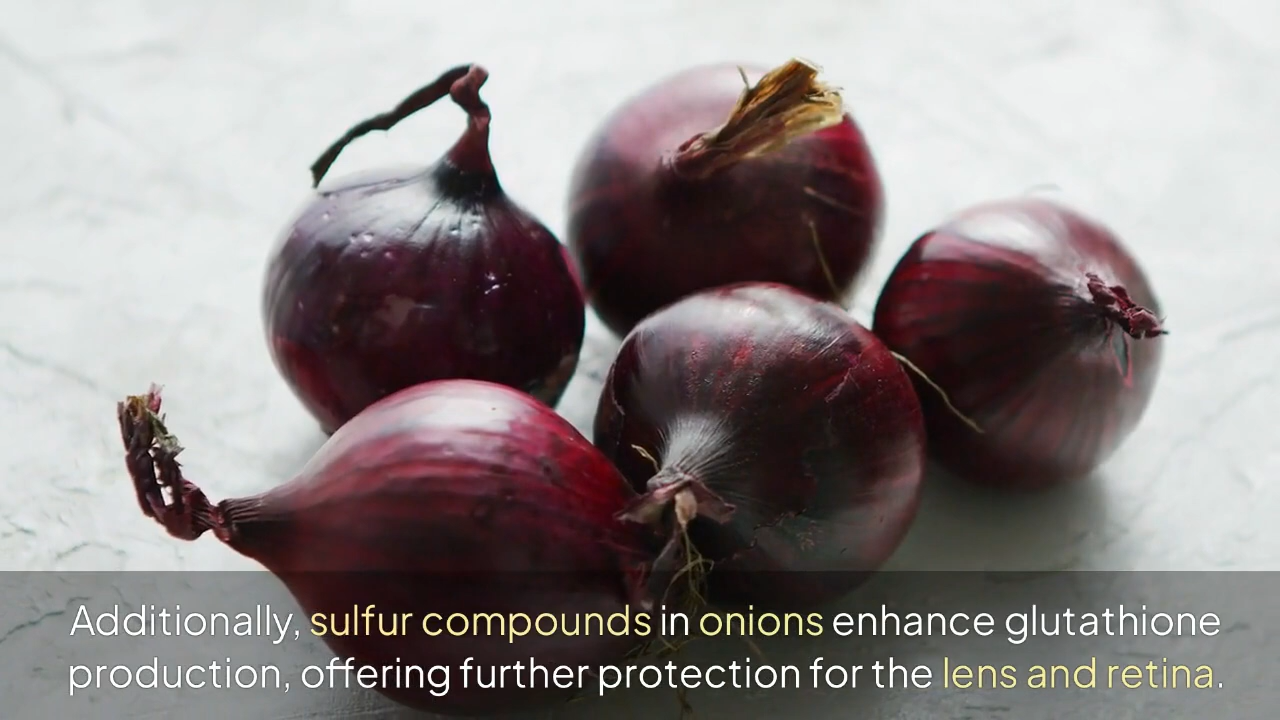 Additionally, sulfur compounds in onions enhance glutathione
production, offering further protection for the lens and retina.